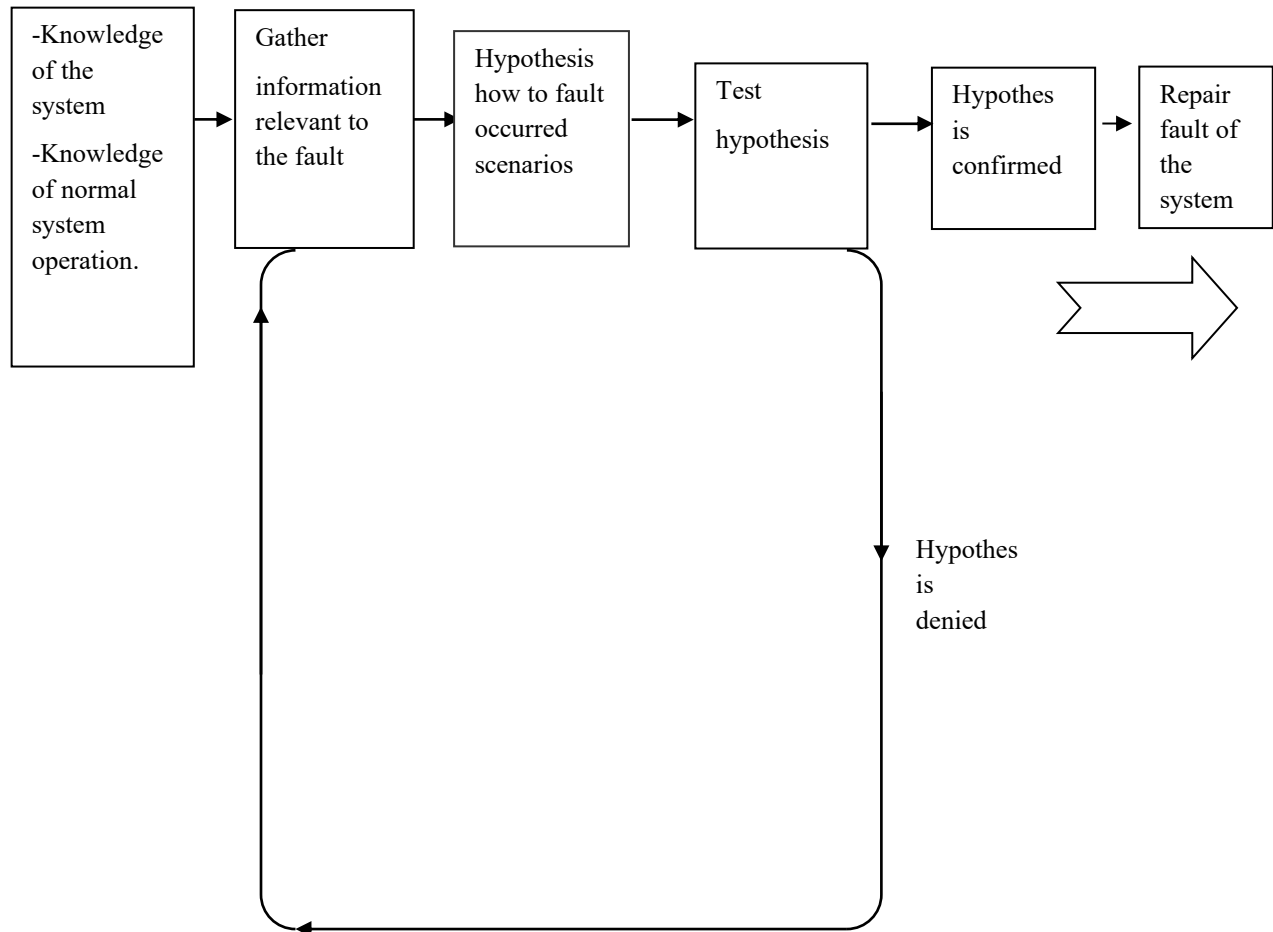 -Knowledge
of the
system
-Knowledge
of normal
system
operation.
Gather
information
relevant to
the fault
Hypothesis
how to fault
occurred
scenarios
Test
hypothesis
Hypothes
is
confirmed
Repair
fault of
the
system
Hypothes
is
denied